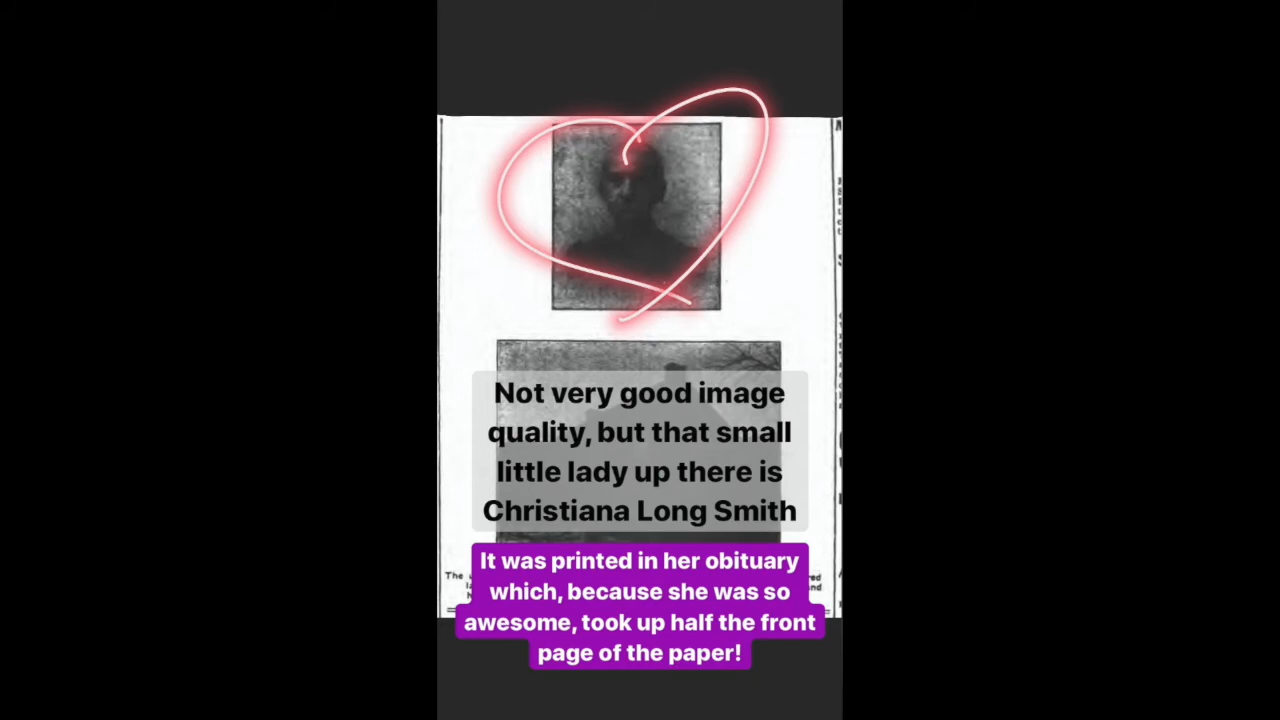 Not very good image
quality, but that small
little lady up there is
Christiana Long Smith
The
It was printed in her obituary
which, because she was so
awesome, took up half the front
page of the paper!